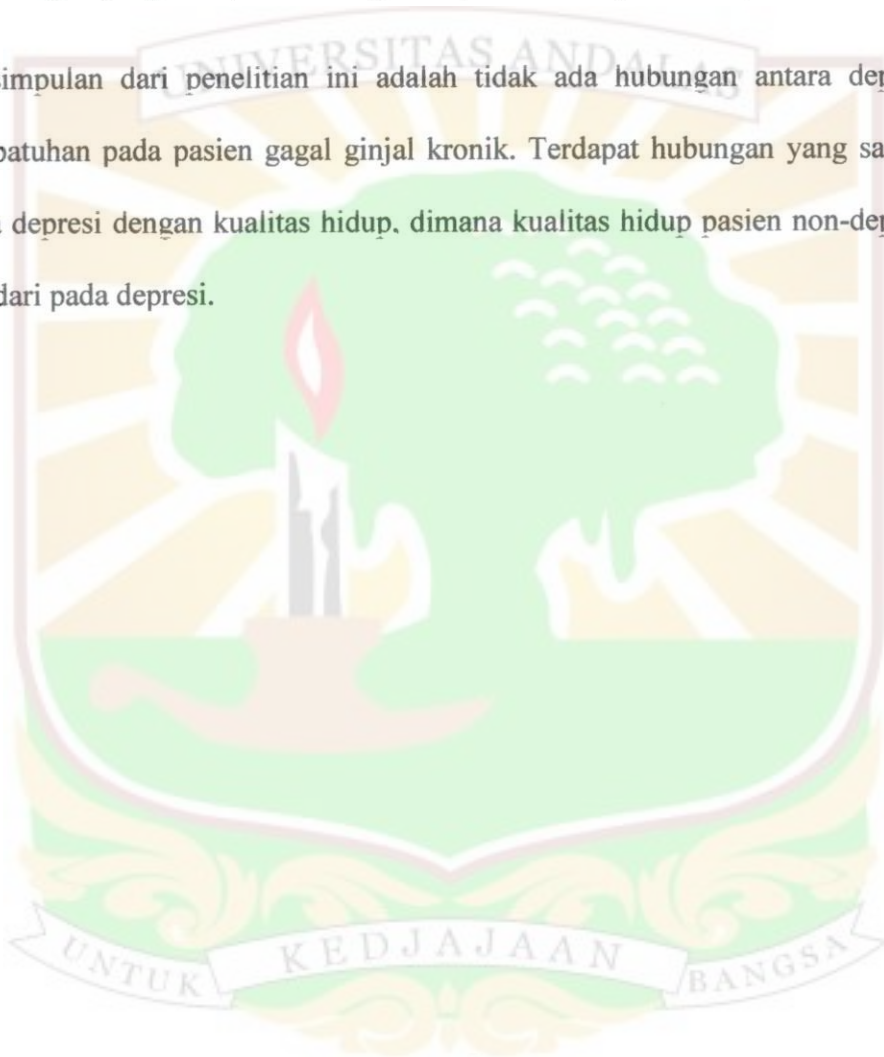 UNIVERSITAS ANDALAS
simpulan dari penelitian ini adalah tidak ada hubungan antara dep
patuhan pada pasien gagal ginjal kronik. Terdapat hubungan yang sa
depresi dengan kualitas hidup, dimana kualitas hidup pasien non-dep
dari pada depresi.
UNTUK KEDJAJAAN BANGSA